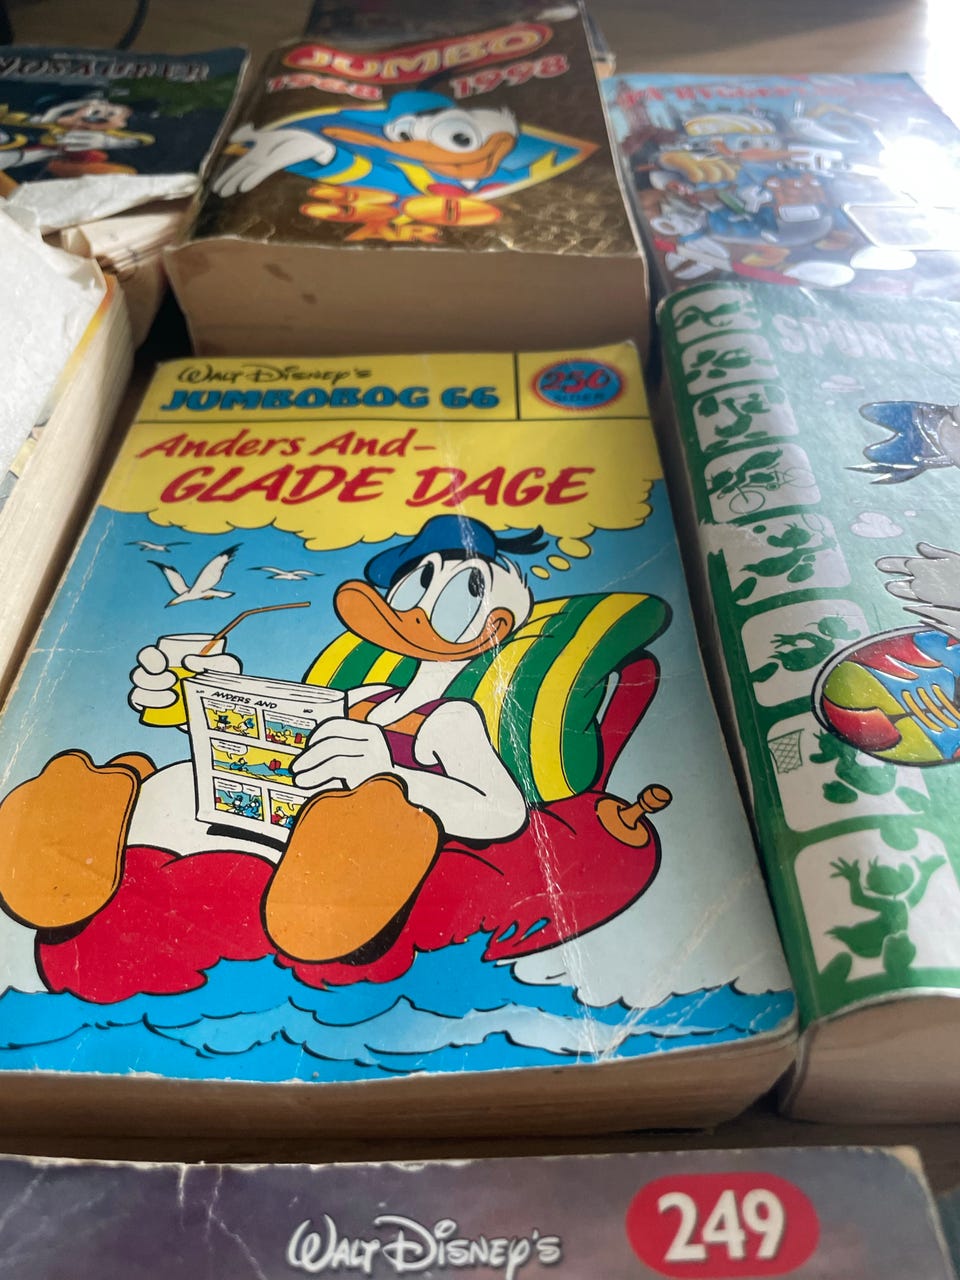 JUMBO
1968 1998
30
ÅR
SPORTS
WALT DISNEY'S
JUMBOBOG 66
250
SIDER
Anders And-
GLADE DAGE
ANDERS AND
WALT DISNEY'S
249